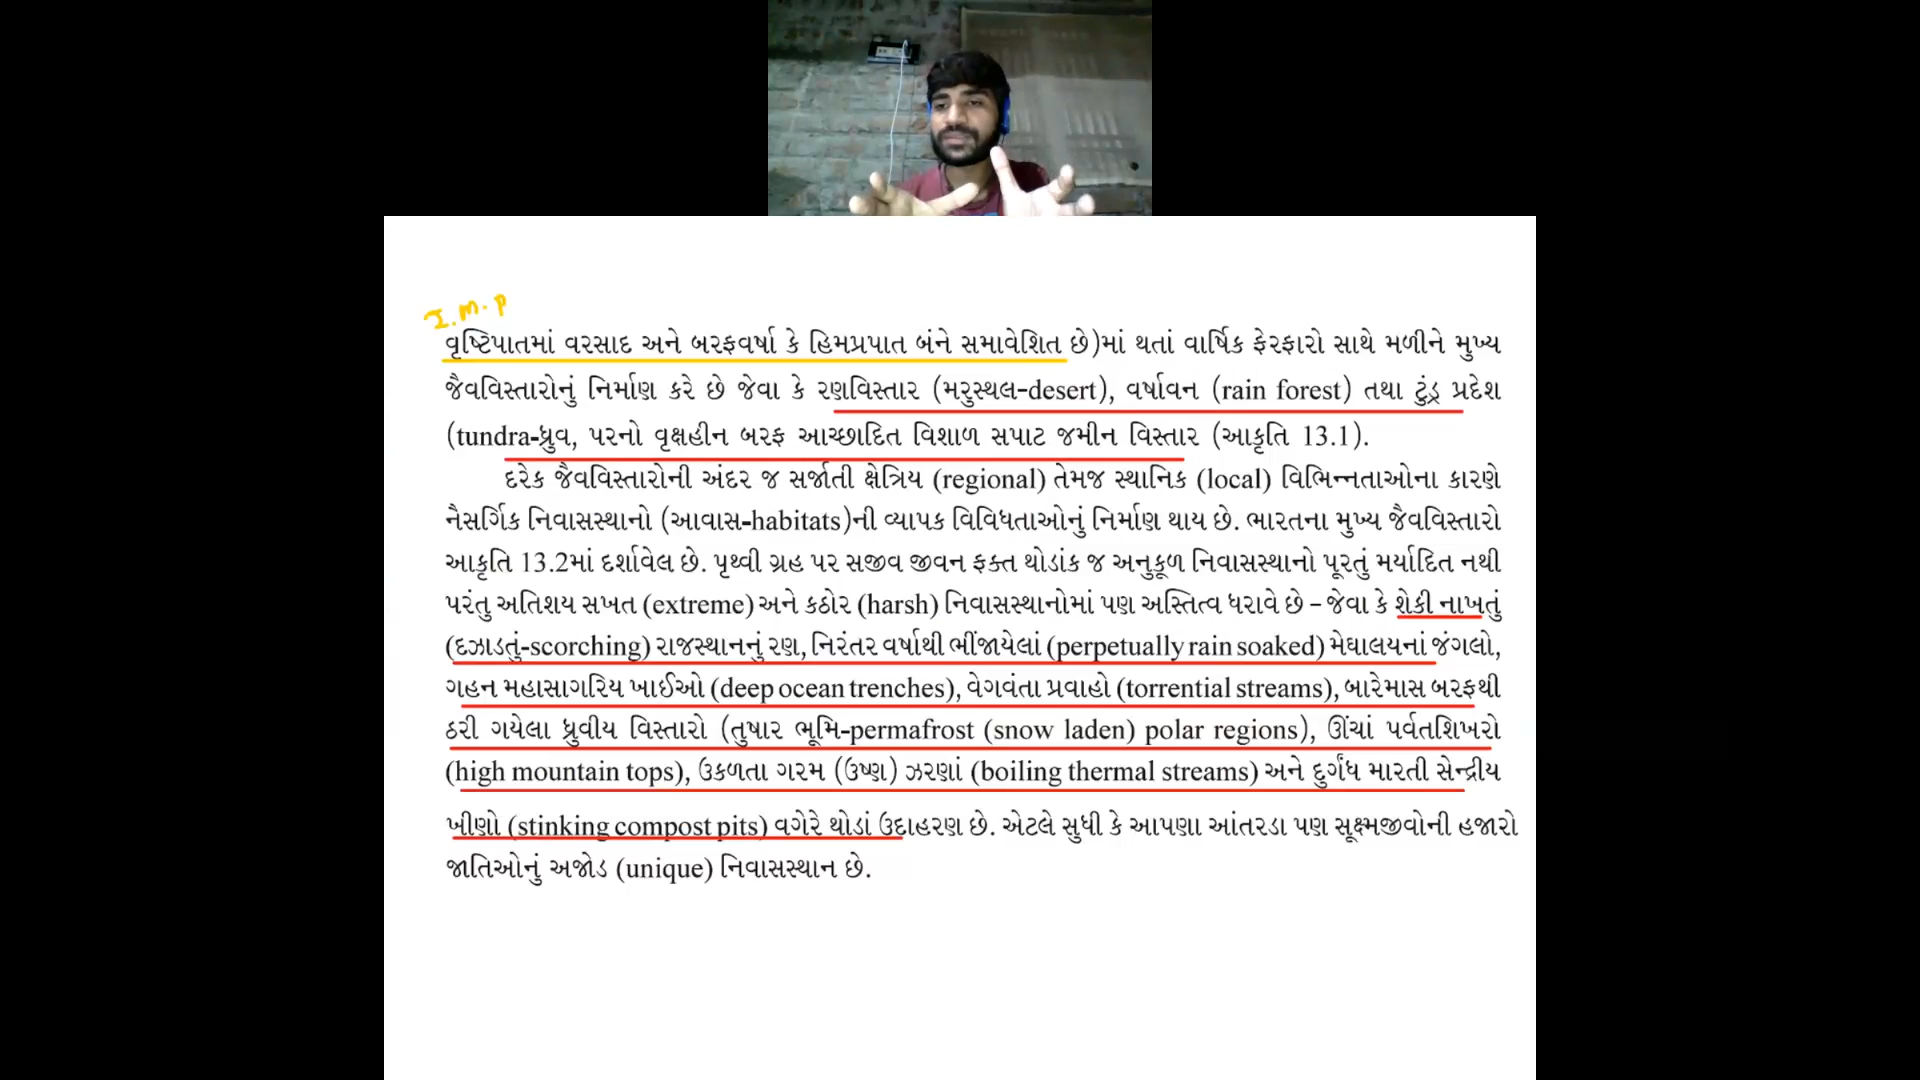 I.M.P
વૃષ્ટિપાતમાં વરસાદ અને બરફવર્ષા કે હિમપ્રપાત બંને સમાવેશિત છે)માં થતાં વાર્ષિક ફેરફારો સાથે મળીને મુખ્ય
જૈવવિસ્તારોનું નિર્માણ કરે છે જેવા કે રણવિસ્તાર (મરુસ્થલ-desert), વર્ષાવન (rain forest) તથા ટુંડ્ર પ્રદેશ
(tundra-ધ્રુવ, પરનો વૃક્ષહીન બરફ આચ્છાદિત વિશાળ સપાટ જમીન વિસ્તાર (આકૃતિ 13.1).
દરેક જૈવવિસ્તારોની અંદર જ સર્જાતી ક્ષેત્રિય (regional) તેમજ સ્થાનિક (local) વિભિન્નતાઓના કારણે
નૈસર્ગિક નિવાસસ્થાનો (આવાસ-habitats)ની વ્યાપક વિવિધતાઓનું નિર્માણ થાય છે. ભારતના મુખ્ય જૈવવિસ્તારો
આકૃતિ 13.2માં દર્શાવેલ છે. પૃથ્વી ગ્રહ પર સજીવ જીવન ફક્ત થોડાંક જ અનુકૂળ નિવાસસ્થાનો પૂરતું મર્યાદિત નથી
પરંતુ અતિશય સખત (extreme) અને કઠોર (harsh) નિવાસસ્થાનોમાં પણ અસ્તિત્વ ધરાવે છે – જેવા કે શેકી નાખતું
(દઝાડતું-scorching) રાજસ્થાનનું રણ, નિરંતર વર્ષાથી ભીંજાયેલાં (perpetually rain soaked) મેઘાલયનાં જંગલો,
ગહન મહાસાગરિય ખાઈઓ (deep ocean trenches), વેગવંતા પ્રવાહો (torrential streams), બારેમાસ બરફથી
ઠરી ગયેલા ધ્રુવીય વિસ્તારો (તુષાર ભૂમિ-permafrost (snow laden) polar regions), ઊંચાં પર્વતશિખરો
(high mountain tops), ઉકળતા ગરમ (ઉષ્ણ) ઝરણાં (boiling thermal streams) અને દુર્ગંધ મારતી સેન્દ્રીય
ખીણો (stinking compost pits) વગેરે થોડાં ઉદાહરણ છે. એટલે સુધી કે આપણા આંતરડા પણ સૂક્ષ્મજીવોની હજારો
જાતિઓનું અજોડ (unique) નિવાસસ્થાન છે.